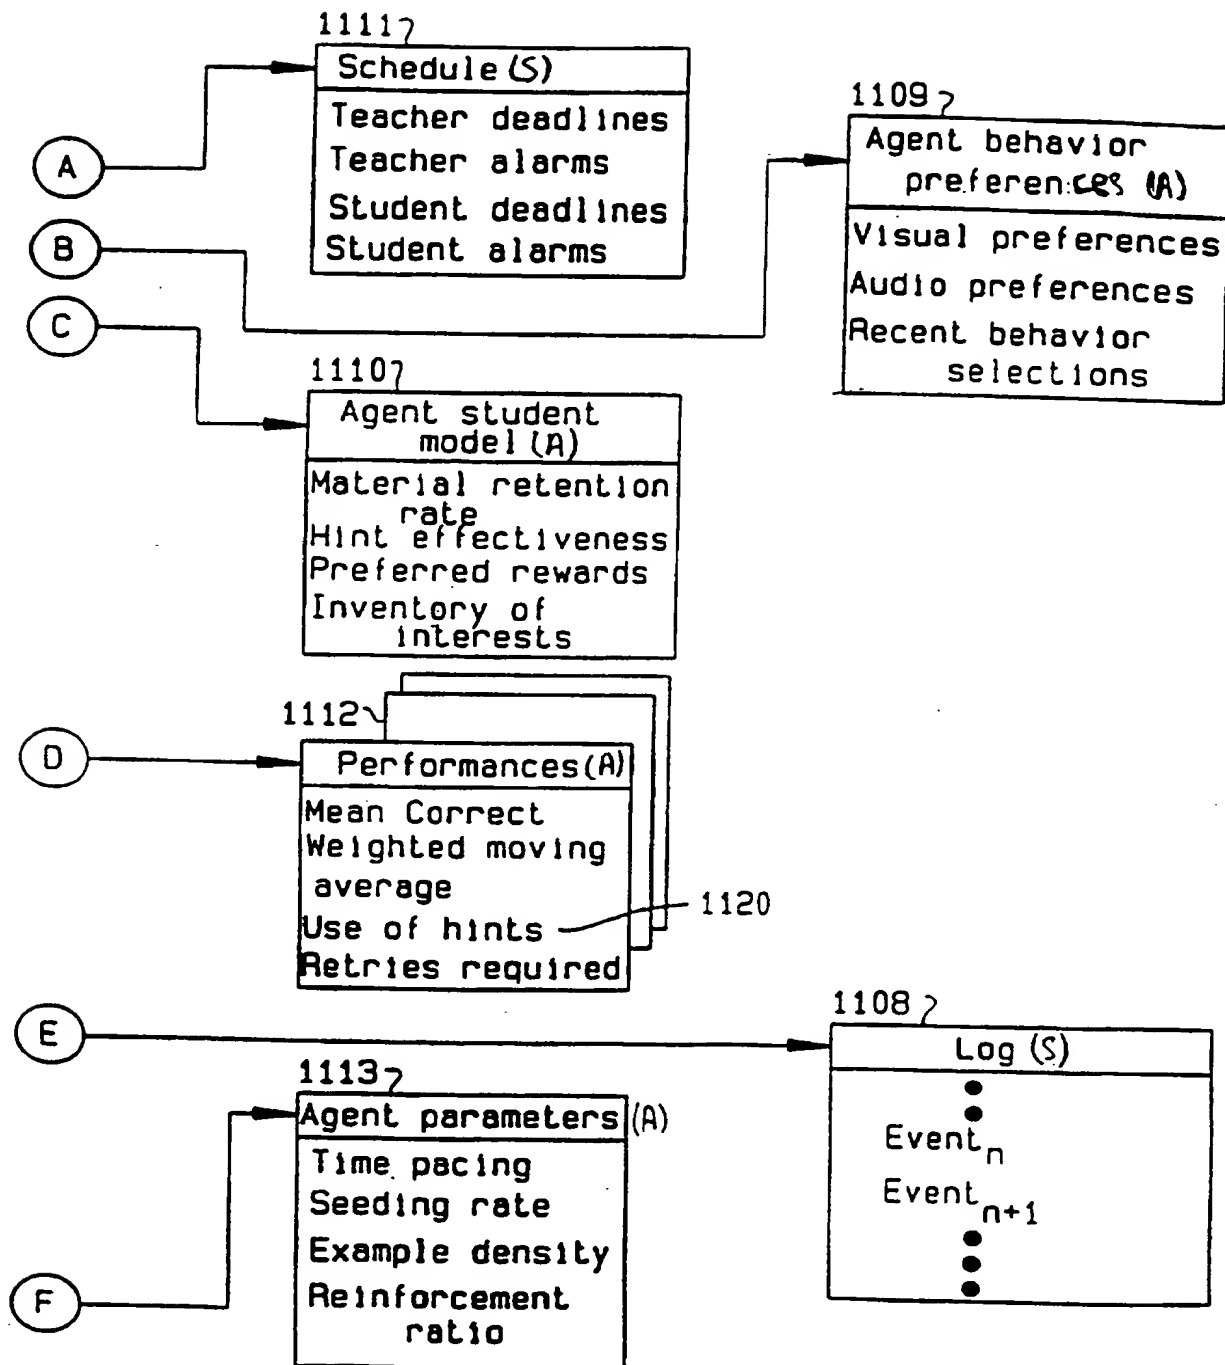 1111
Schedule (S)
Teacher deadlines
Teacher alarms
Student deadlines
Student alarms
A
B
C
1109
Agent behavior
preferences (A)
Visual preferences
Audio preferences
Recent behavior
selections
1110
Agent student
model (A)
Material retention
rate
Hint effectiveness
Preferred rewards
Inventory of
interests
D
1112
Performances (A)
Mean Correct
Weighted moving
average
Use of hints
1120
Retries required
E
1108
Log (S)
Event n
Event n+1
1113
Agent parameters (A)
Time pacing
Seeding rate
Example density
Reinforcement
ratio
F